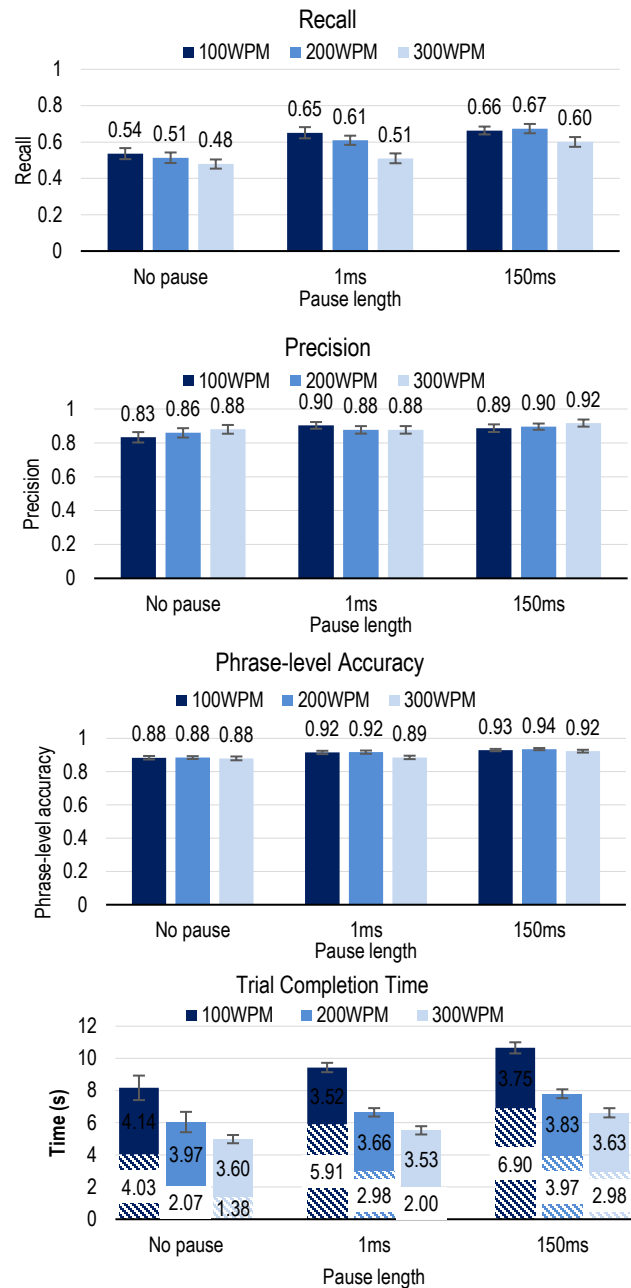 Recall
100WPM 200WPM 300WPM
1
0.8
0.6
0.4
0.2
0
Recall
0.54 0.51 0.48 0.65 0.61 0.51 0.66 0.67 0.60
No pause 1ms 150ms
Pause length
Precision
100WPM 200WPM 300WPM
1
0.8
0.6
0.4
0.2
0
Precision
0.83 0.86 0.88 0.90 0.88 0.88 0.89 0.90 0.92
No pause 1ms 150ms
Pause length
Phrase-level Accuracy
100WPM 200WPM 300WPM
1
0.8
0.6
0.4
0.2
0
Phrase-level accuracy
0.88 0.88 0.88 0.92 0.92 0.89 0.93 0.94 0.92
No pause 1ms 150ms
Pause length
Trial Completion Time
100WPM 200WPM 300WPM
12
10
8
6
4
2
0
Time (s)
4.14 3.97 3.60 3.52 3.66 3.53 3.75 3.83 3.63
4.03 2.07 1.38 5.91 2.98 2.00 6.90 3.97 2.98
No pause 1ms 150ms
Pause length